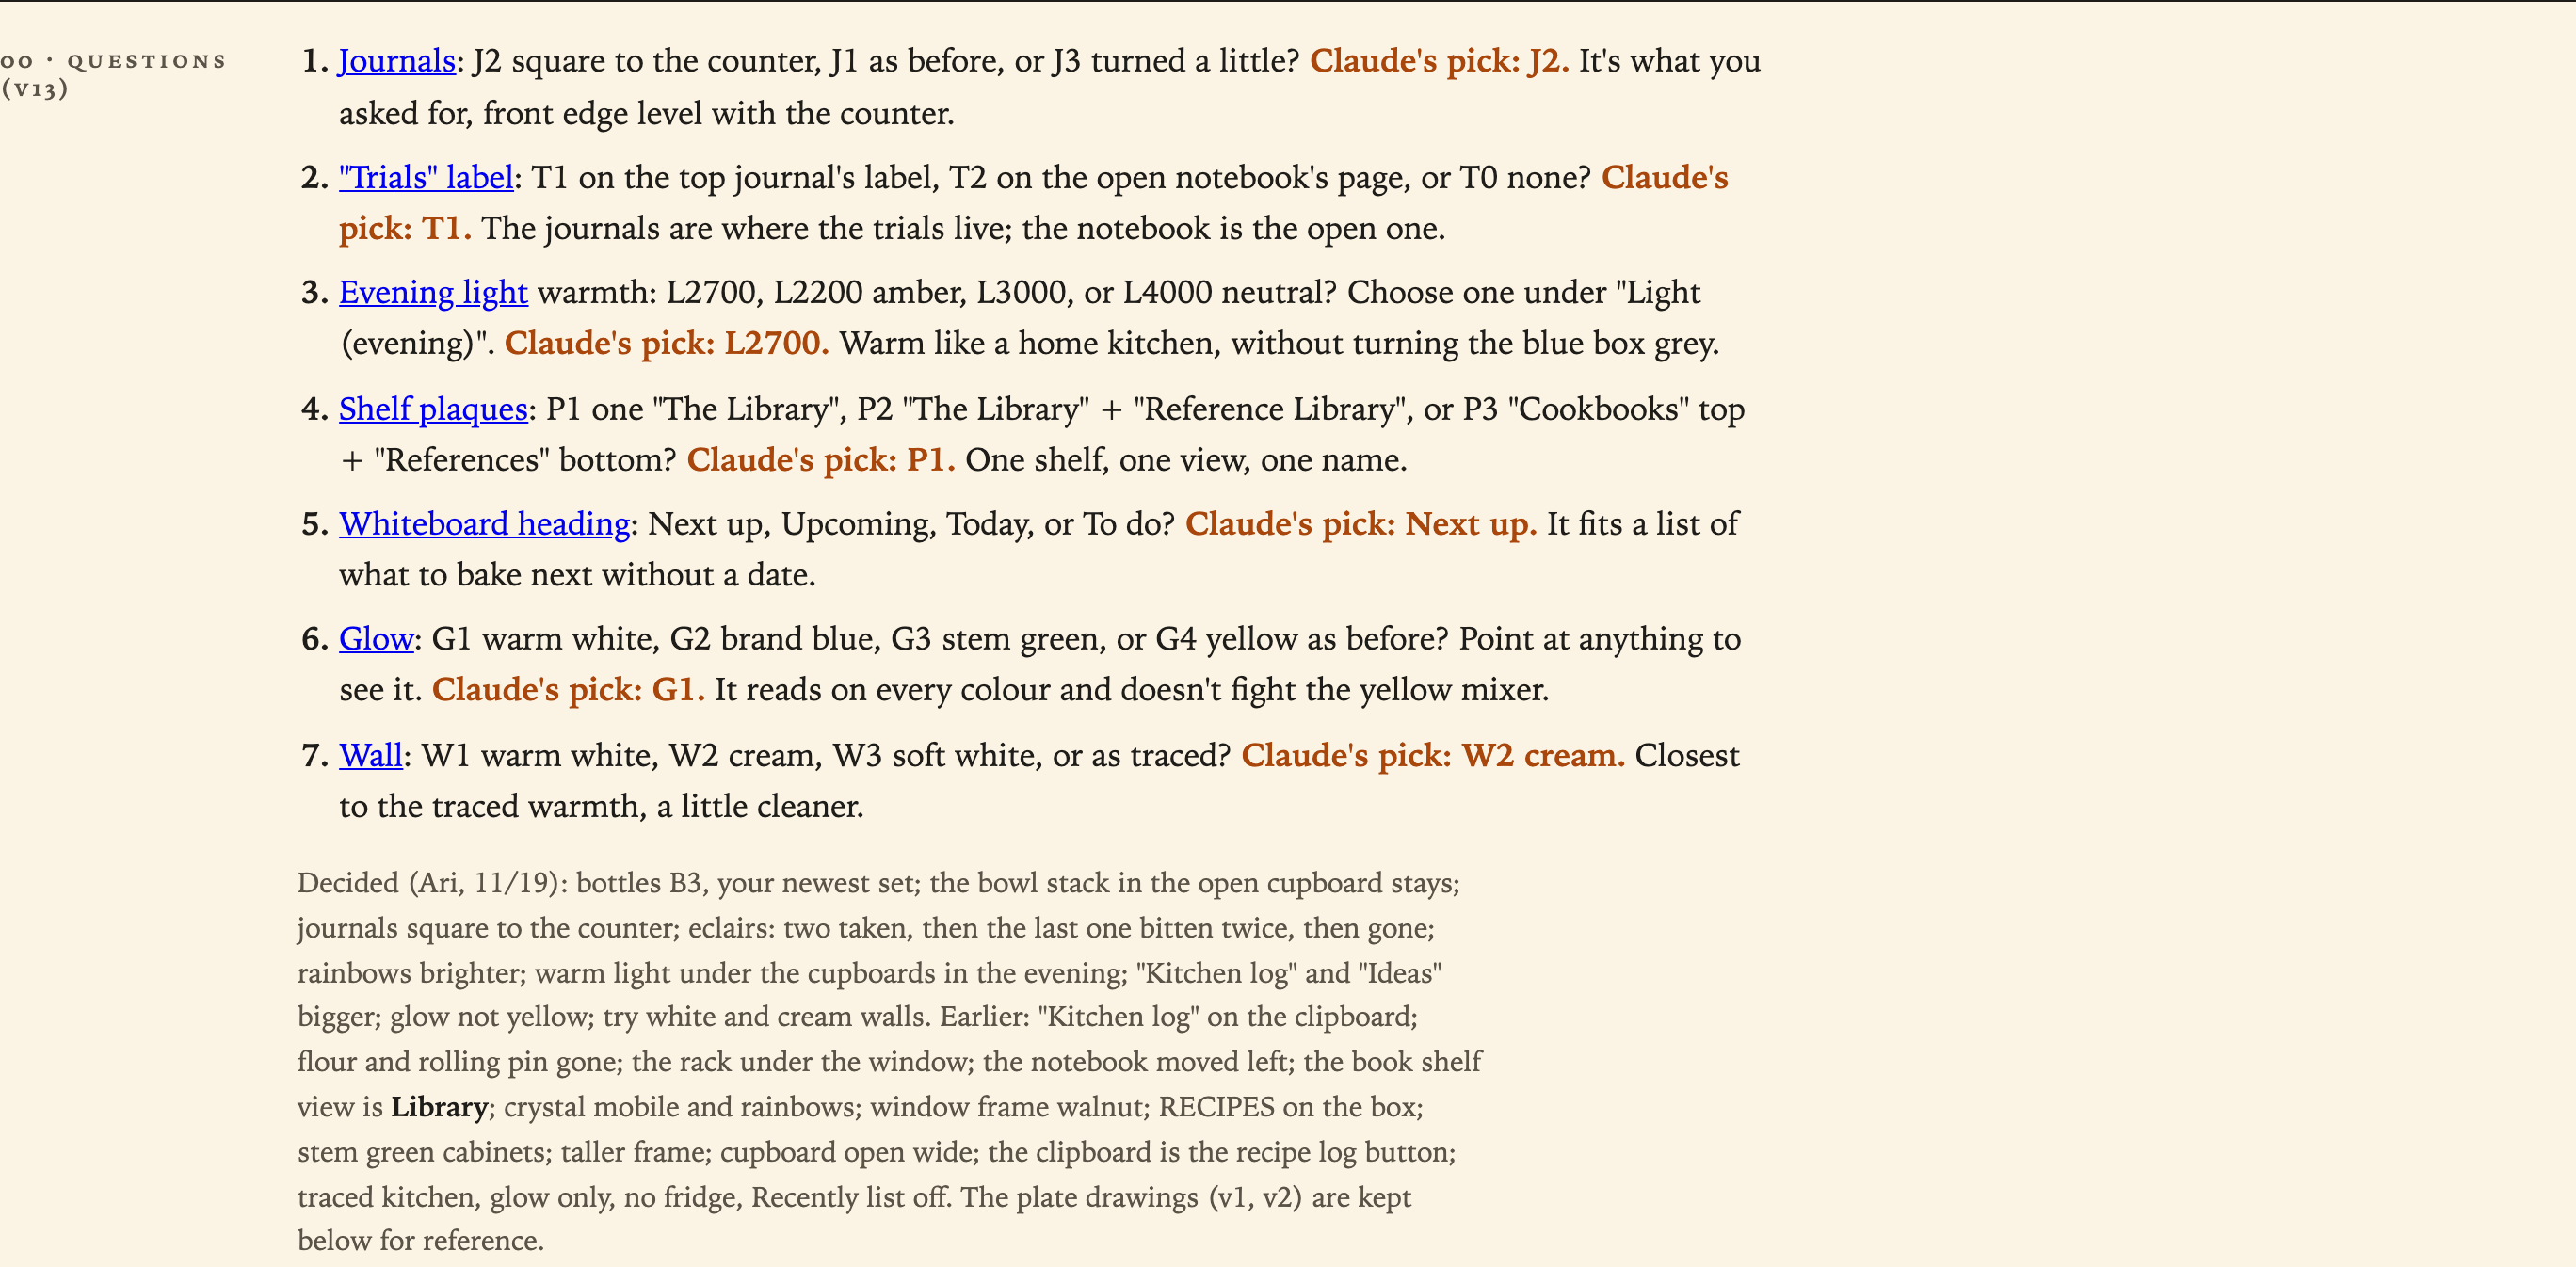 00 · QUESTIONS
(V13)
1. Journals: J2 square to the counter, J1 as before, or J3 turned a little? Claude's pick: J2. It's what you
asked for, front edge level with the counter.
2. "Trials" label: T1 on the top journal's label, T2 on the open notebook's page, or T0 none? Claude's
pick: T1. The journals are where the trials live; the notebook is the open one.
3. Evening light warmth: L2700, L2200 amber, L3000, or L4000 neutral? Choose one under "Light
(evening)". Claude's pick: L2700. Warm like a home kitchen, without turning the blue box grey.
4. Shelf plaques: P1 one "The Library", P2 "The Library" + "Reference Library", or P3 "Cookbooks" top
+ "References" bottom? Claude's pick: P1. One shelf, one view, one name.
5. Whiteboard heading: Next up, Upcoming, Today, or To do? Claude's pick: Next up. It fits a list of
what to bake next without a date.
6. Glow: G1 warm white, G2 brand blue, G3 stem green, or G4 yellow as before? Point at anything to
see it. Claude's pick: G1. It reads on every colour and doesn't fight the yellow mixer.
7. Wall: W1 warm white, W2 cream, W3 soft white, or as traced? Claude's pick: W2 cream. Closest
to the traced warmth, a little cleaner.
Decided (Ari, 11/19): bottles B3, your newest set; the bowl stack in the open cupboard stays;
journals square to the counter; eclairs: two taken, then the last one bitten twice, then gone;
rainbows brighter; warm light under the cupboards in the evening; "Kitchen log" and "Ideas"
bigger; glow not yellow; try white and cream walls. Earlier: "Kitchen log" on the clipboard;
flour and rolling pin gone; the rack under the window; the notebook moved left; the book shelf
view is Library; crystal mobile and rainbows; window frame walnut; RECIPES on the box;
stem green cabinets; taller frame; cupboard open wide; the clipboard is the recipe log button;
traced kitchen, glow only, no fridge, Recently list off. The plate drawings (v1, v2) are kept
below for reference.